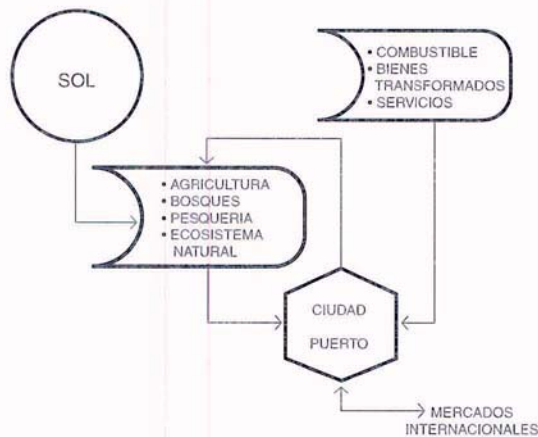 SOL
• COMBUSTIBLE
• BIENES
TRANSFORMADOS
• SERVICIOS
• AGRICULTURA
• BOSQUES
• PESQUERIA
• ECOSISTEMA
NATURAL
CIUDAD
PUERTO
MERCADOS
INTERNACIONALES